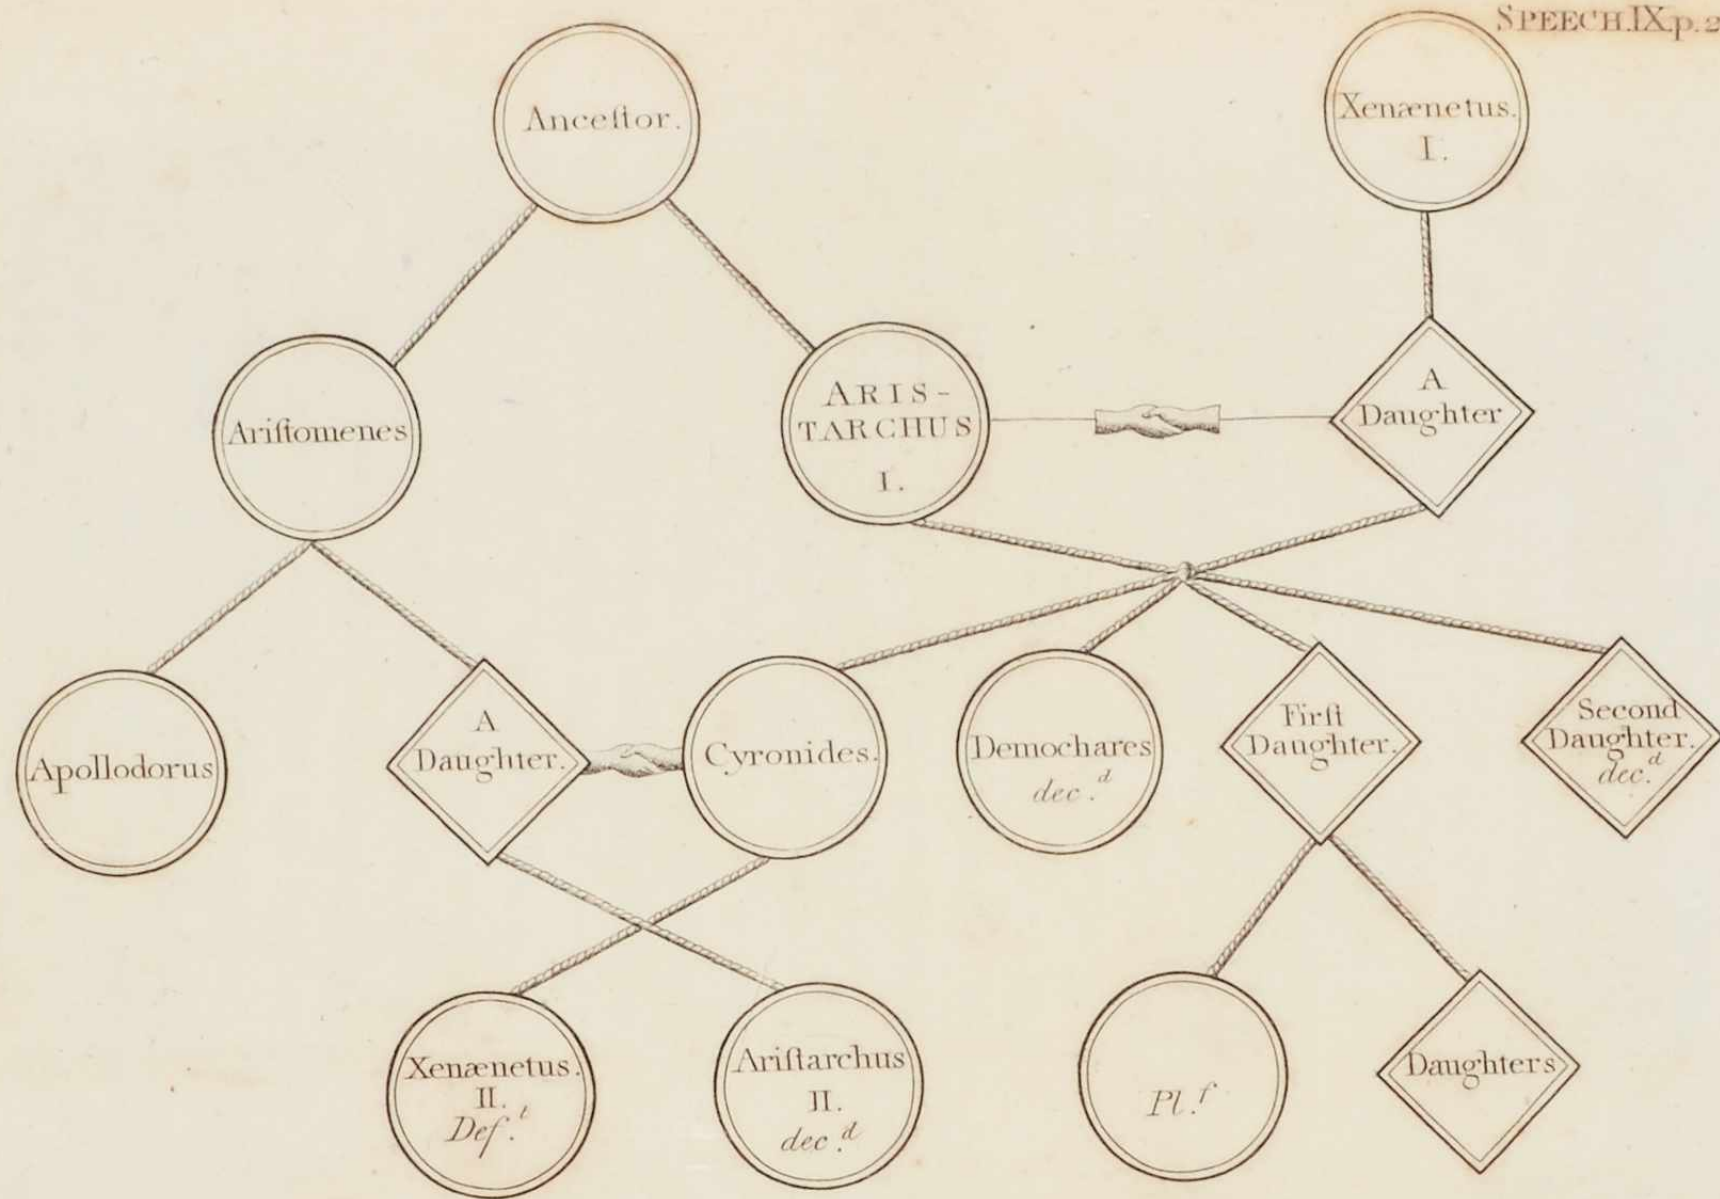 SPEECH.IX.p.2
Anceſtor.
Xenænetus.
I.
Ariſtomenes
ARIS-
TARCHUS
I.
A
Daughter
Apollodorus
A
Daughter.
Cyronides.
Demochares
dec.ᵈ
Firſt
Daughter.
Second
Daughter.
dec.ᵈ
Xenænetus.
II.
Def.ᵗ
Ariſtarchus
II.
dec.ᵈ
Pl.ᶠ
Daughters